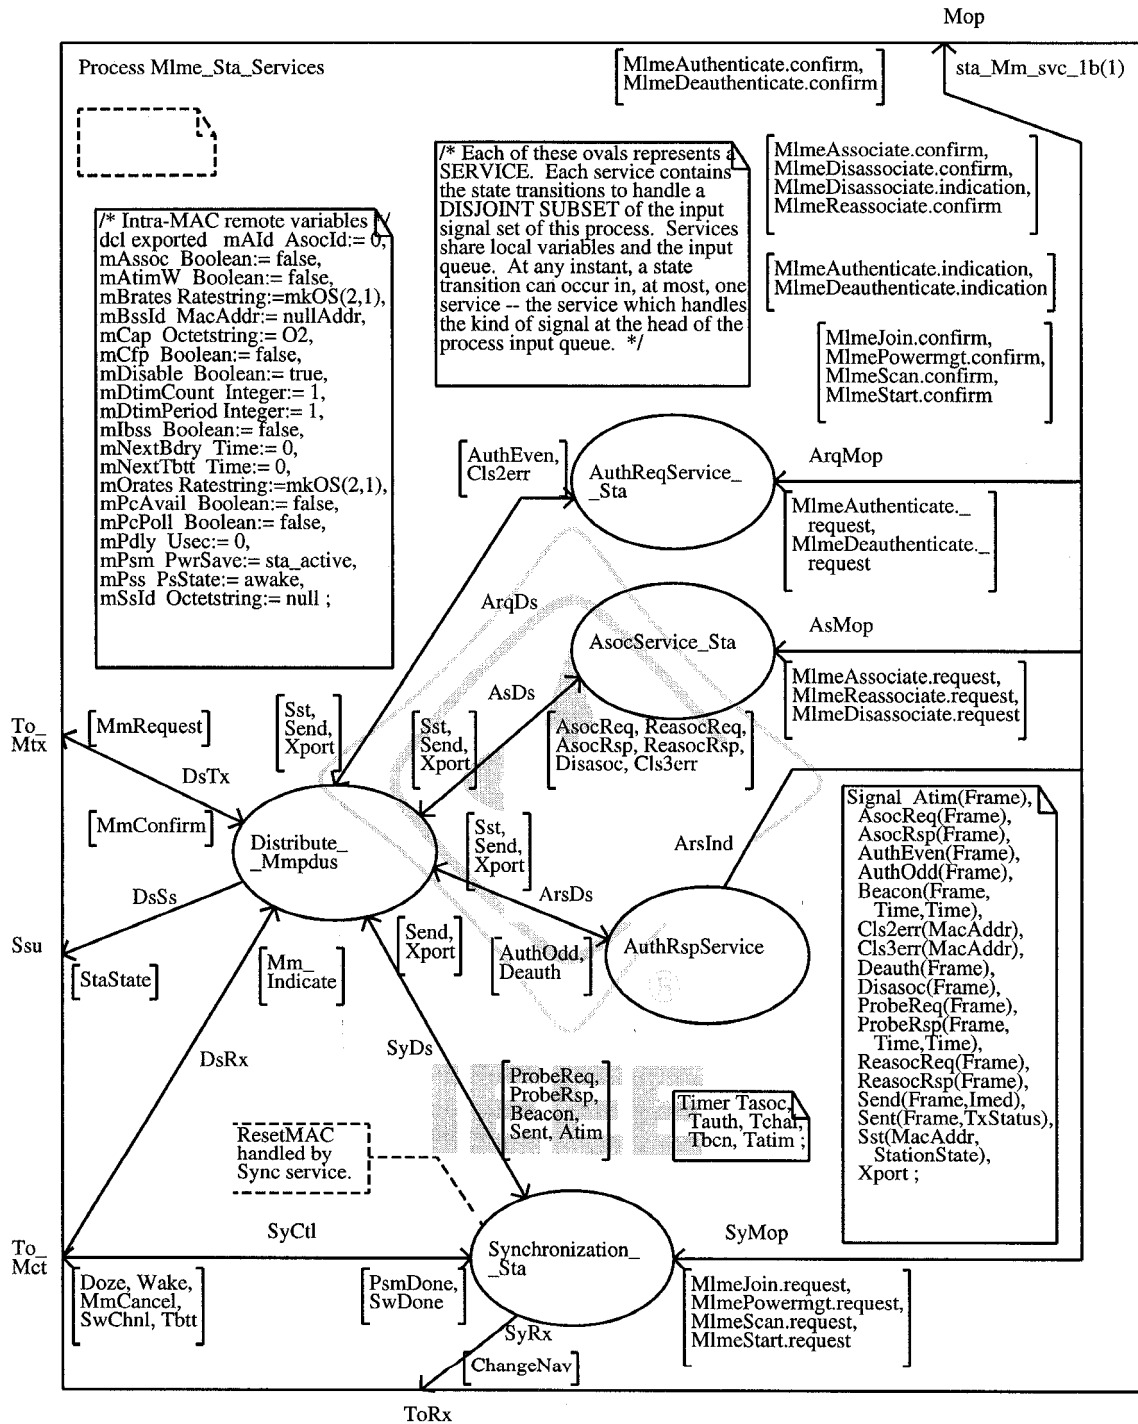 Mop
Process Mlme_Sta_Services
[MlmeAuthenticate.confirm,
MlmeDeauthenticate.confirm]
sta_Mm_svc_1b(1)
/* Each of these ovals represents a
SERVICE. Each service contains
the state transitions to handle a
DISJOINT SUBSET of the input
signal set of this process. Services
share local variables and the input
queue. At any instant, a state
transition can occur in, at most, one
service -- the service which handles
the kind of signal at the head of the
process input queue. */
[MlmeAssociate.confirm,
MlmeDisassociate.confirm,
MlmeDisassociate.indication,
MlmeReassociate.confirm]
[MlmeAuthenticate.indication,
MlmeDeauthenticate.indication]
[MlmeJoin.confirm,
MlmePowermgt.confirm,
MlmeScan.confirm,
MlmeStart.confirm]
/* Intra-MAC remote variables */
dcl exported mAId AsocId:= 0,
mAssoc Boolean:= false,
mAtimW Boolean:= false,
mBrates Ratestring:=mkOS(2,1),
mBssId MacAddr:= nullAddr,
mCap Octetstring:= O2,
mCfp Boolean:= false,
mDisable Boolean:= true,
mDtimCount Integer:= 1,
mDtimPeriod Integer:= 1,
mIbss Boolean:= false,
mNextBdry Time:= 0,
mNextTbtt Time:= 0,
mOrates Ratestring:=mkOS(2,1),
mPcAvail Boolean:= false,
mPcPoll Boolean:= false,
mPdly Usec:= 0,
mPsm PwrSave:= sta_active,
mPss PsState:= awake,
mSsId Octetstring:= null ;
[AuthEven,
Cls2err]
AuthReqService_
_Sta
ArqMop
[MlmeAuthenticate._
request,
MlmeDeauthenticate._
request]
ArqDs
AsocService_Sta
AsMop
[MlmeAssociate.request,
MlmeReassociate.request,
MlmeDisassociate.request]
AsDs
[AsocReq, ReasocReq,
AsocRsp, ReasocRsp,
Disasoc, Cls3err]
To_
Mtx
[MmRequest]
DsTx
[Sst,
Send,
Xport]
[Sst,
Send,
Xport]
[MmConfirm]
Distribute_
_Mmpdus
[Sst,
Send,
Xport]
ArsInd
Signal Atim(Frame),
AsocReq(Frame),
AsocRsp(Frame),
AuthEven(Frame),
AuthOdd(Frame),
Beacon(Frame,
Time,Time),
Cls2err(MacAddr),
Cls3err(MacAddr),
Deauth(Frame),
Disasoc(Frame),
ProbeReq(Frame),
ProbeRsp(Frame,
Time,Time),
ReasocReq(Frame),
ReasocRsp(Frame),
Send(Frame,Imed),
Sent(Frame,TxStatus),
Sst(MacAddr,
StationState),
Xport ;
DsSs
ArsDs
Ssu
[StaState]
[Mm_
Indicate]
[Send,
Xport]
[AuthOdd,
Deauth]
AuthRspService
®
DsRx
SyDs
IEEE
[ProbeReq,
ProbeRsp,
Beacon,
Sent, Atim]
Timer Tasoc,
Tauth, Tchal,
Tbcn, Tatim ;
ResetMAC
handled by
Sync service.
To_
Mct
SyCtl
Synchronization_
_Sta
SyMop
[Doze, Wake,
MmCancel,
SwChnl, Tbtt]
[PsmDone,
SwDone]
[MlmeJoin.request,
MlmePowermgt.request,
MlmeScan.request,
MlmeStart.request]
SyRx
[ChangeNav]
ToRx